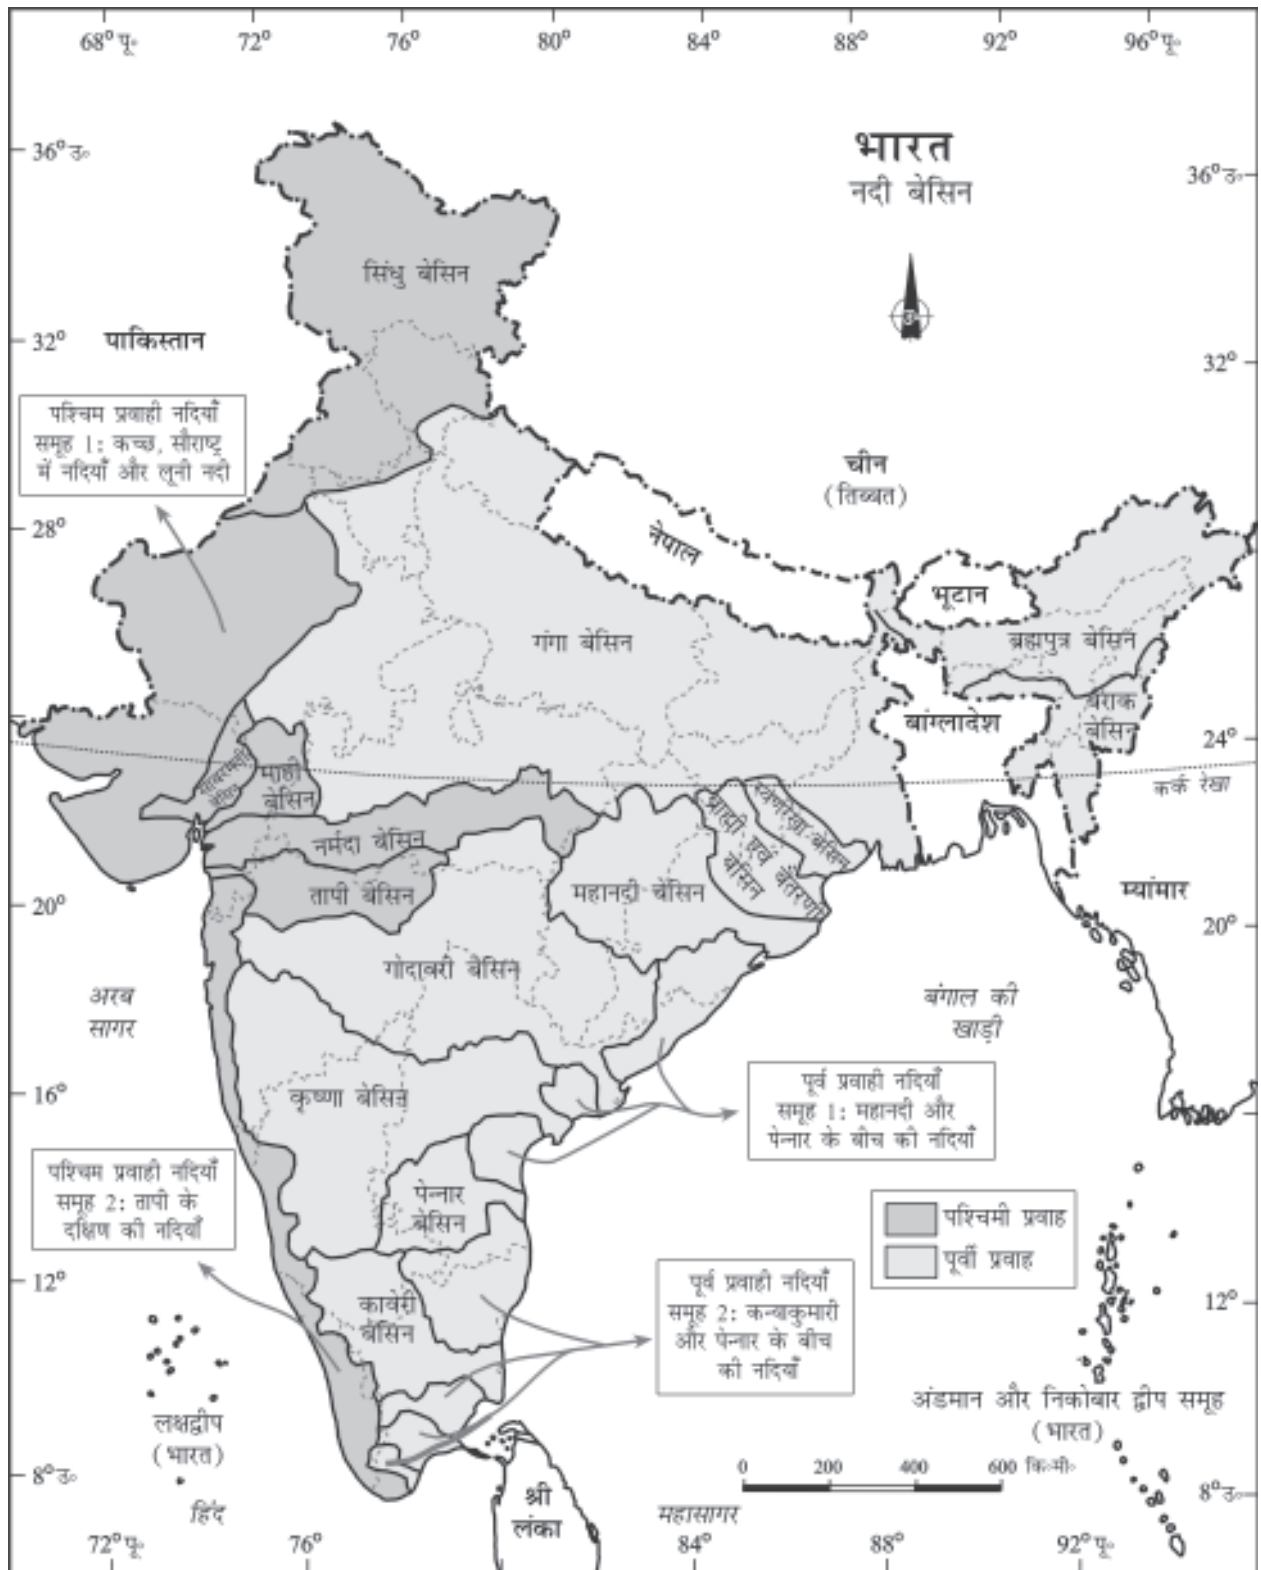 68° पू॰ 72° 76° 80° 84° 88° 92° 96° पू॰
भारत
नदी बेसिन
36° उ॰
36° उ॰
उ॰
सिंधु बेसिन
पाकिस्तान
32°
32°
पश्चिम प्रवाही नदियाँ
समूह 1: कच्छ, सौराष्ट्र
में नदियाँ और लूनी नदी
चीन
(तिब्बत)
28°
नेपाल
भूटान
गंगा बेसिन
ब्रह्मपुत्र बेसिन
बराक
बेसिन
बांग्लादेश
24°
कर्क रेखा
साबरमती
बेसिन
माही
बेसिन
नर्मदा बेसिन
तापी बेसिन
ब्राह्मी एवं बैतरणी
बेसिन
बेसिन
महानदी बेसिन
म्यांमार
20°
20°
गोदावरी बेसिन
अरब
सागर
बंगाल की
खाड़ी
16°
16°
कृष्णा बेसिन
पूर्व प्रवाही नदियाँ
समूह 1: महानदी और
पेन्नार के बीच की नदियाँ
पश्चिम प्रवाही नदियाँ
समूह 2: तापी के
दक्षिण की नदियाँ
पेन्नार
बेसिन
पश्चिमी प्रवाह
पूर्वी प्रवाह
12°
12°
कावेरी
बेसिन
पूर्व प्रवाही नदियाँ
समूह 2: कन्याकुमारी
और पेन्नार के बीच
की नदियाँ
लक्षद्वीप
(भारत)
अंडमान और निकोबार द्वीप समूह
(भारत)
0 200 400 600 कि॰मी॰
8° उ॰
8° उ॰
हिंद
महासागर
श्री
लंका
72° पू॰ 76° 84° 88° 92° पू॰